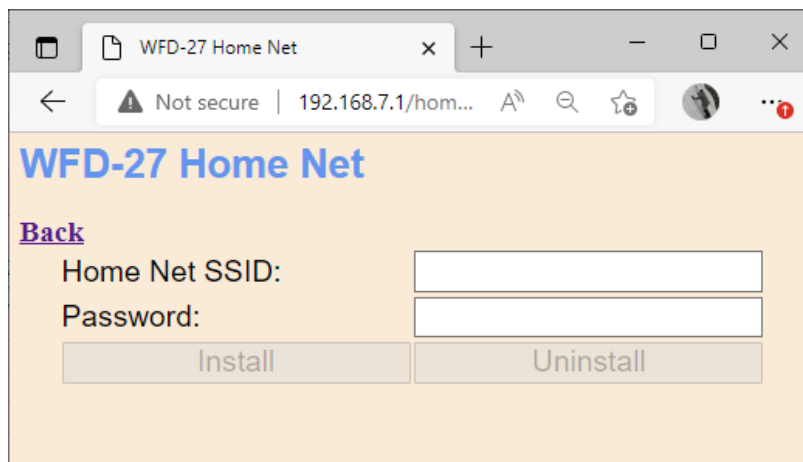 WFD-27 Home Net
Not secure | 192.168.7.1/hom...
WFD-27 Home Net
Back
Home Net SSID:
Password:
Install Uninstall